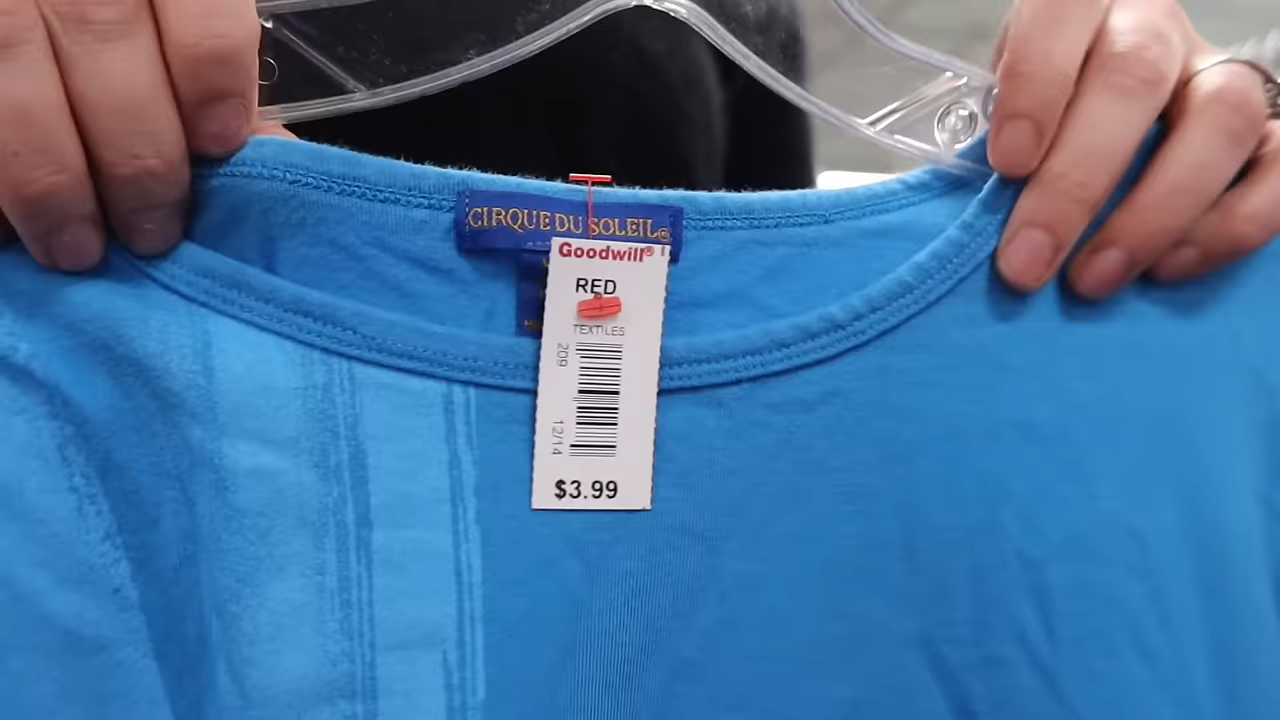 CIRQUE DU SOLEIL®
Goodwill®
RED
TEXTILES
209
12/14
$3.99